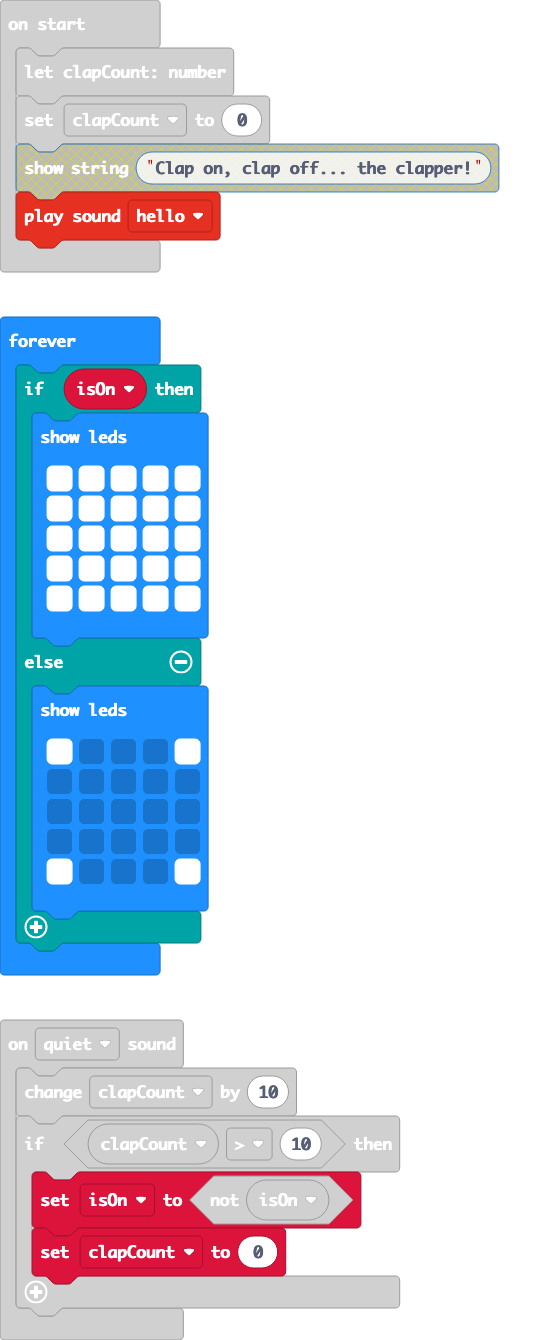 on start
let clapCount: number
set clapCount to 0
show string "Clap on, clap off... the clapper!"
play sound hello
forever
if isOn then
show leds
else
show leds
on quiet sound
change clapCount by 10
if clapCount > 10 then
set isOn to not isOn
set clapCount to 0